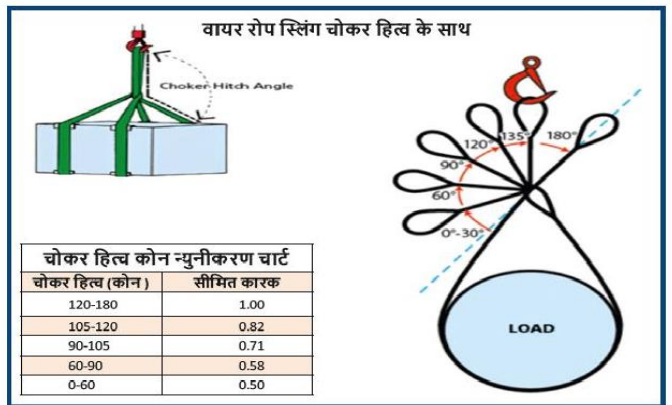 वायर रोप स्लिंग चोकर हित्व के साथ
Choker Hitch Angle
180°
135°
120°
90°
60°
0°-30°
LOAD
चोकर हित्व कोन न्युनीकरण चार्ट
चोकर हित्व (कोन ) सीमित कारक
120-180 1.00
105-120 0.82
90-105 0.71
60-90 0.58
0-60 0.50